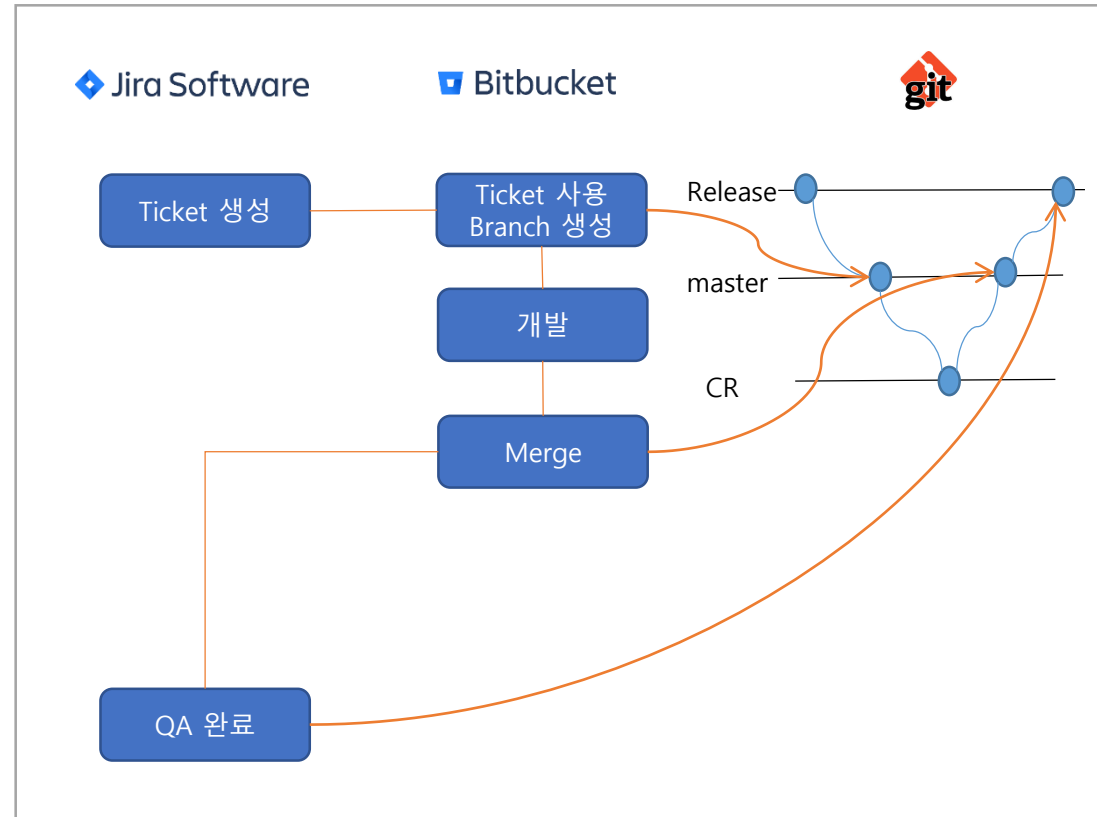 Jira Software
Bitbucket
git
Ticket 생성
Ticket 사용
Branch 생성
Release
master
개발
CR
Merge
QA 완료